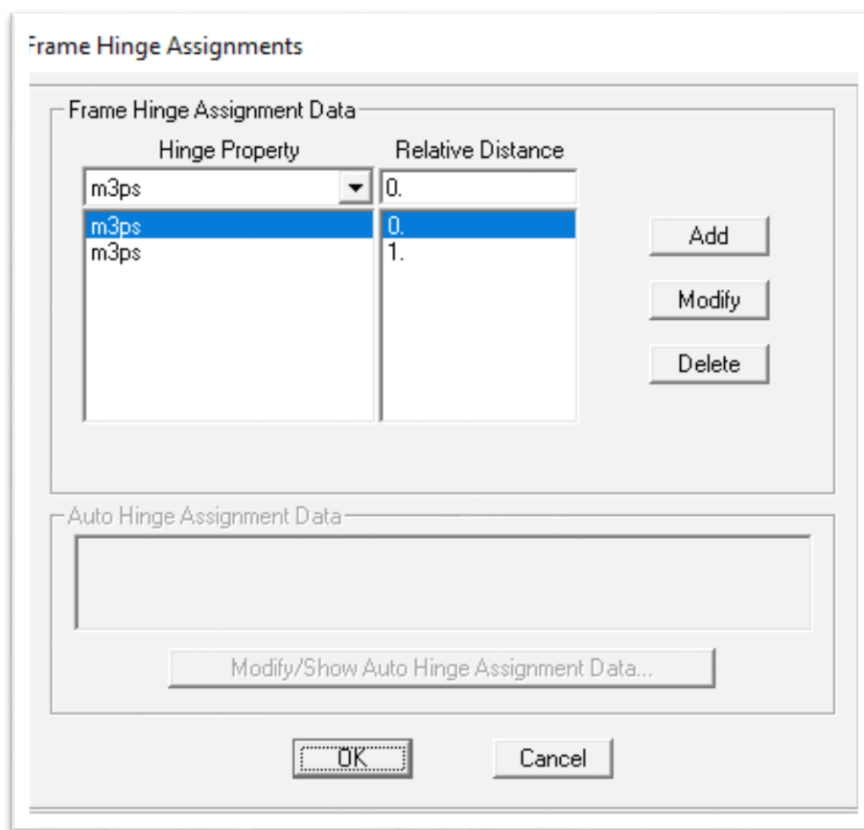 Frame Hinge Assignments
Frame Hinge Assignment Data
Hinge Property Relative Distance
m3ps 0.
m3ps 0.
m3ps 1.
Add
Modify
Delete
Auto Hinge Assignment Data
Modify/Show Auto Hinge Assignment Data...
OK Cancel